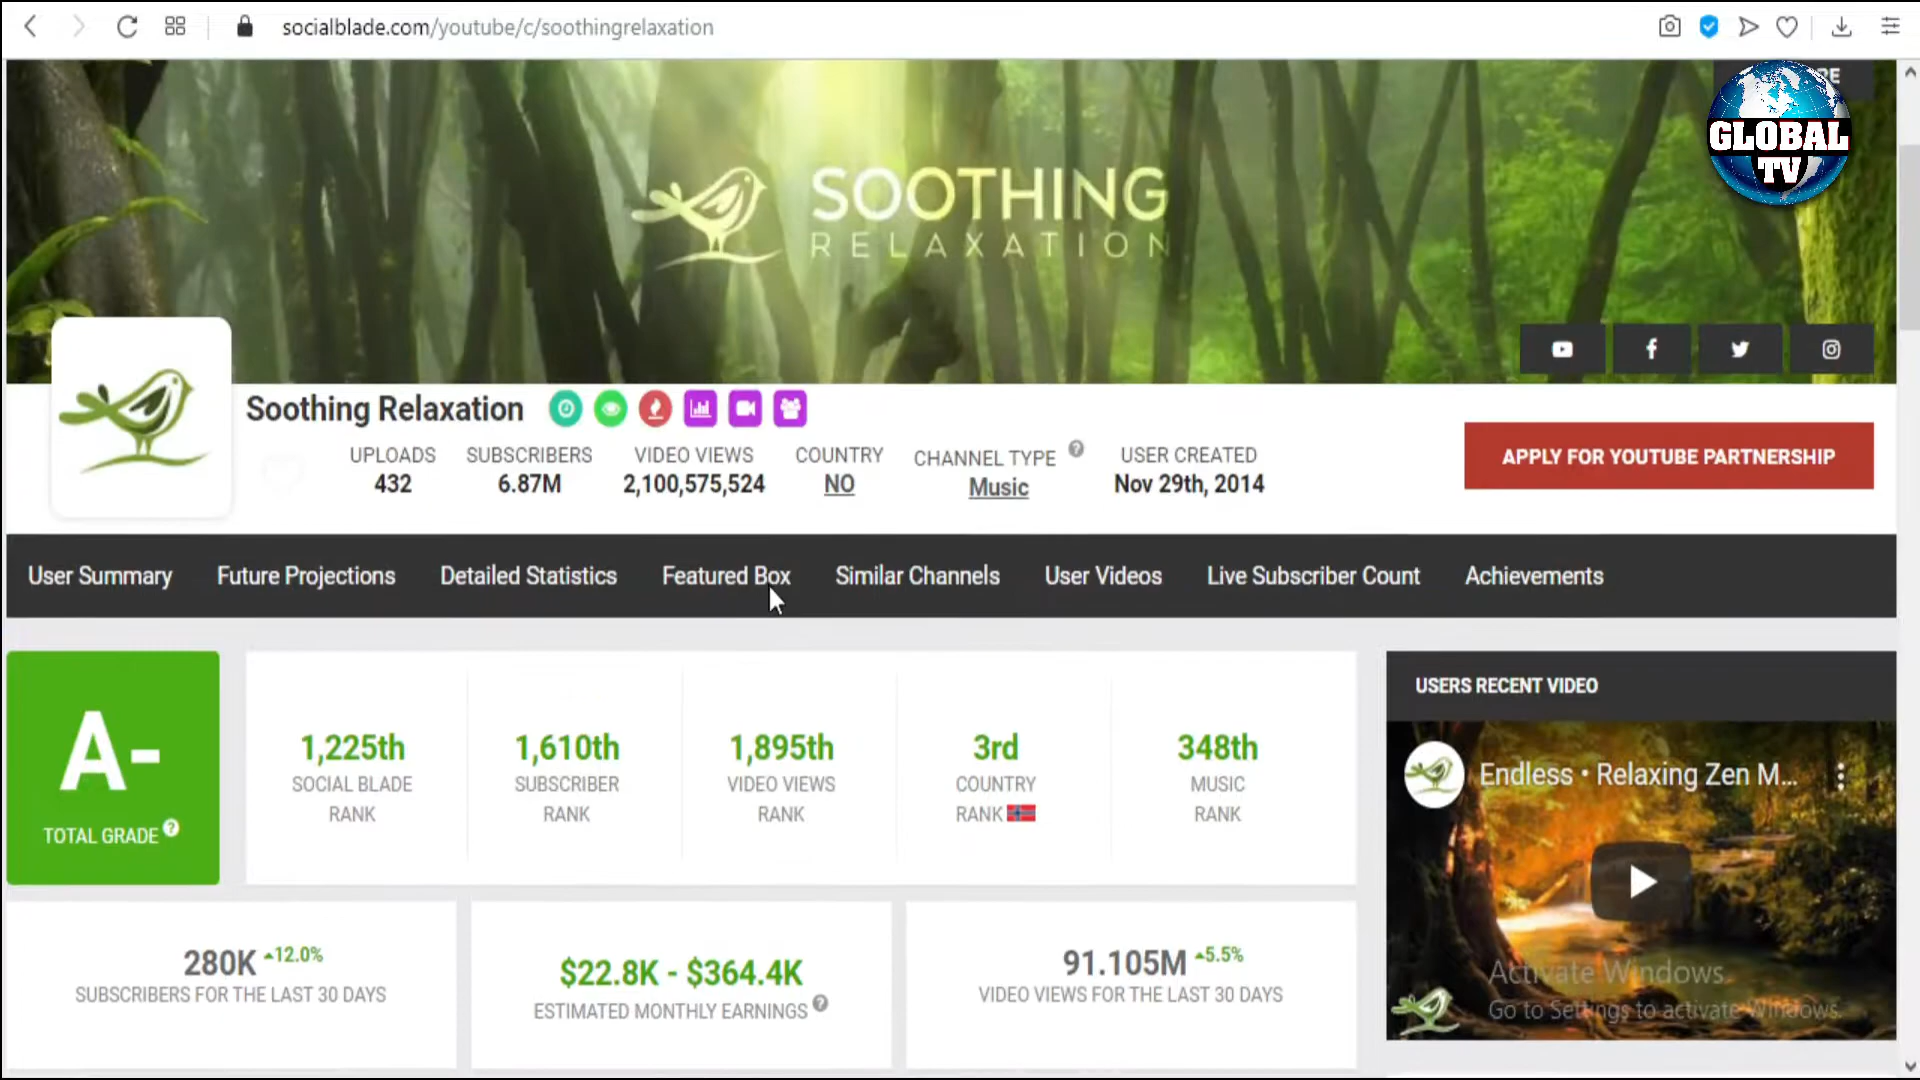 socialblade.com/youtube/c/soothingrelaxation
GLOBAL
TV
SOOTHING
RELAXATION
Soothing Relaxation
UPLOADS
432
SUBSCRIBERS
6.87M
VIDEO VIEWS
2,100,575,524
COUNTRY
NO
CHANNEL TYPE ?
Music
USER CREATED
Nov 29th, 2014
APPLY FOR YOUTUBE PARTNERSHIP
User Summary Future Projections Detailed Statistics Featured Box Similar Channels User Videos Live Subscriber Count Achievements
A-
TOTAL GRADE ?
1,225th
SOCIAL BLADE
RANK
1,610th
SUBSCRIBER
RANK
1,895th
VIDEO VIEWS
RANK
3rd
COUNTRY
RANK
348th
MUSIC
RANK
USERS RECENT VIDEO
Endless • Relaxing Zen M...
280K 12.0%
SUBSCRIBERS FOR THE LAST 30 DAYS
$22.8K - $364.4K
ESTIMATED MONTHLY EARNINGS ?
91.105M 5.5%
VIDEO VIEWS FOR THE LAST 30 DAYS
Activate Windows
Go to Settings to activate Windows.